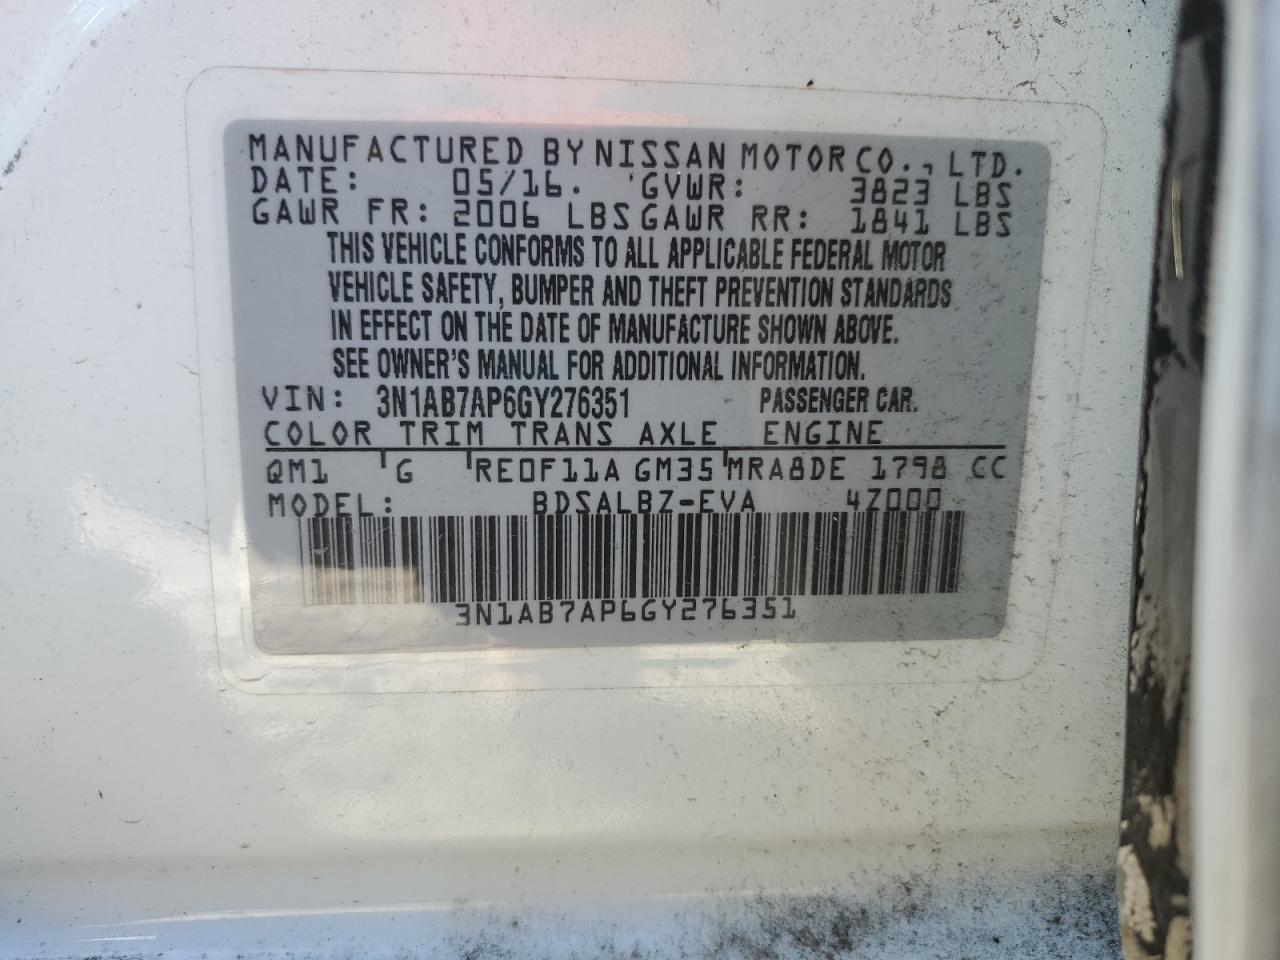 MANUFACTURED BY NISSAN MOTOR CO., LTD.
DATE: 05/16. GVWR: 3823 LBS
GAWR FR: 2006 LBS GAWR RR: 1841 LBS
THIS VEHICLE CONFORMS TO ALL APPLICABLE FEDERAL MOTOR
VEHICLE SAFETY, BUMPER AND THEFT PREVENTION STANDARDS
IN EFFECT ON THE DATE OF MANUFACTURE SHOWN ABOVE.
SEE OWNER'S MANUAL FOR ADDITIONAL INFORMATION.
VIN: 3N1AB7AP6GY276351 PASSENGER CAR.
COLOR TRIM TRANS AXLE ENGINE
QM1 G RE0F11A GM35 MRA8DE 1798 CC
MODEL: BDSALBZ-EVA 4Z000
3N1AB7AP6GY276351